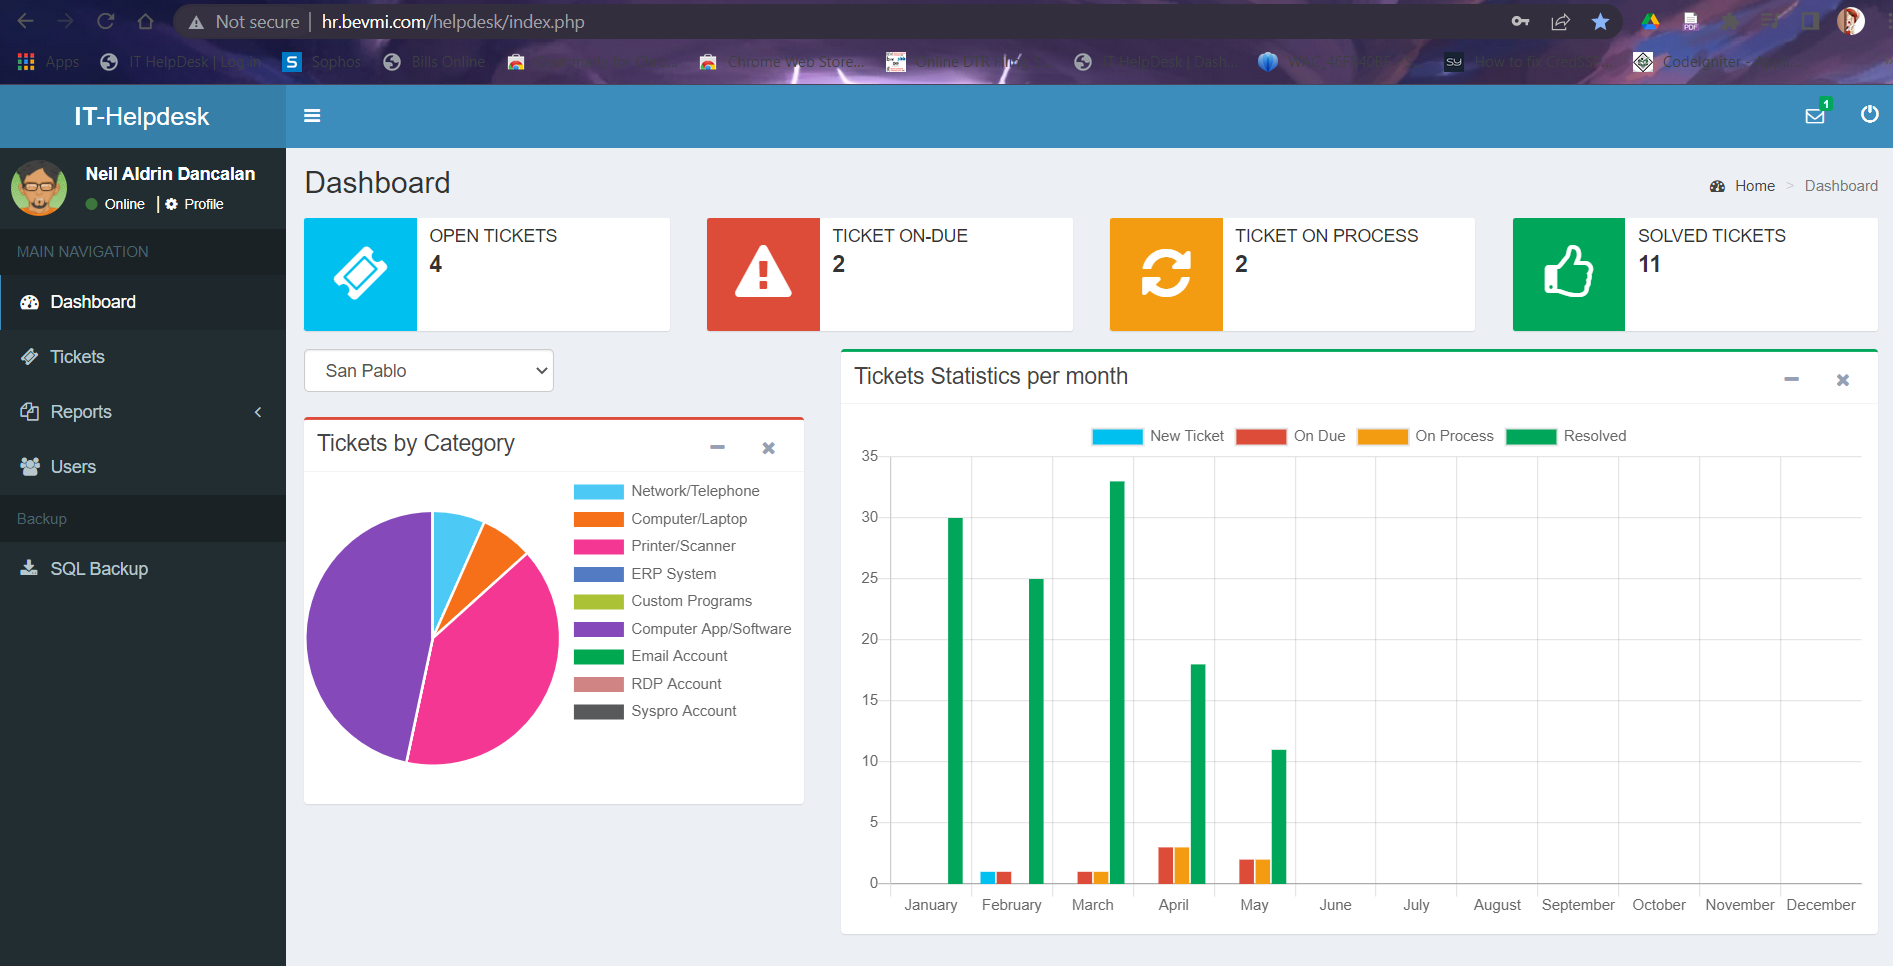 Not secure | hr.bevmi.com/helpdesk/index.php
Apps
IT HelpDesk | Log in
Sophos
Bills Online
Chrome Web Store...
Online DTR
IT HelpDesk | Dash...
How to fix CredSS
CodeIgniter -
PDF
IT-Helpdesk
1
Neil Aldrin Dancalan
Online | Profile
MAIN NAVIGATION
Dashboard
Tickets
Reports
Users
Backup
SQL Backup
Dashboard
Home > Dashboard
OPEN TICKETS
4
TICKET ON-DUE
2
TICKET ON PROCESS
2
SOLVED TICKETS
11
San Pablo
Tickets by Category
Network/Telephone
Computer/Laptop
Printer/Scanner
ERP System
Custom Programs
Computer App/Software
Email Account
RDP Account
Syspro Account
Tickets Statistics per month
New Ticket On Due On Process Resolved
35
30
25
20
15
10
5
0
January February March April May June July August September October November December